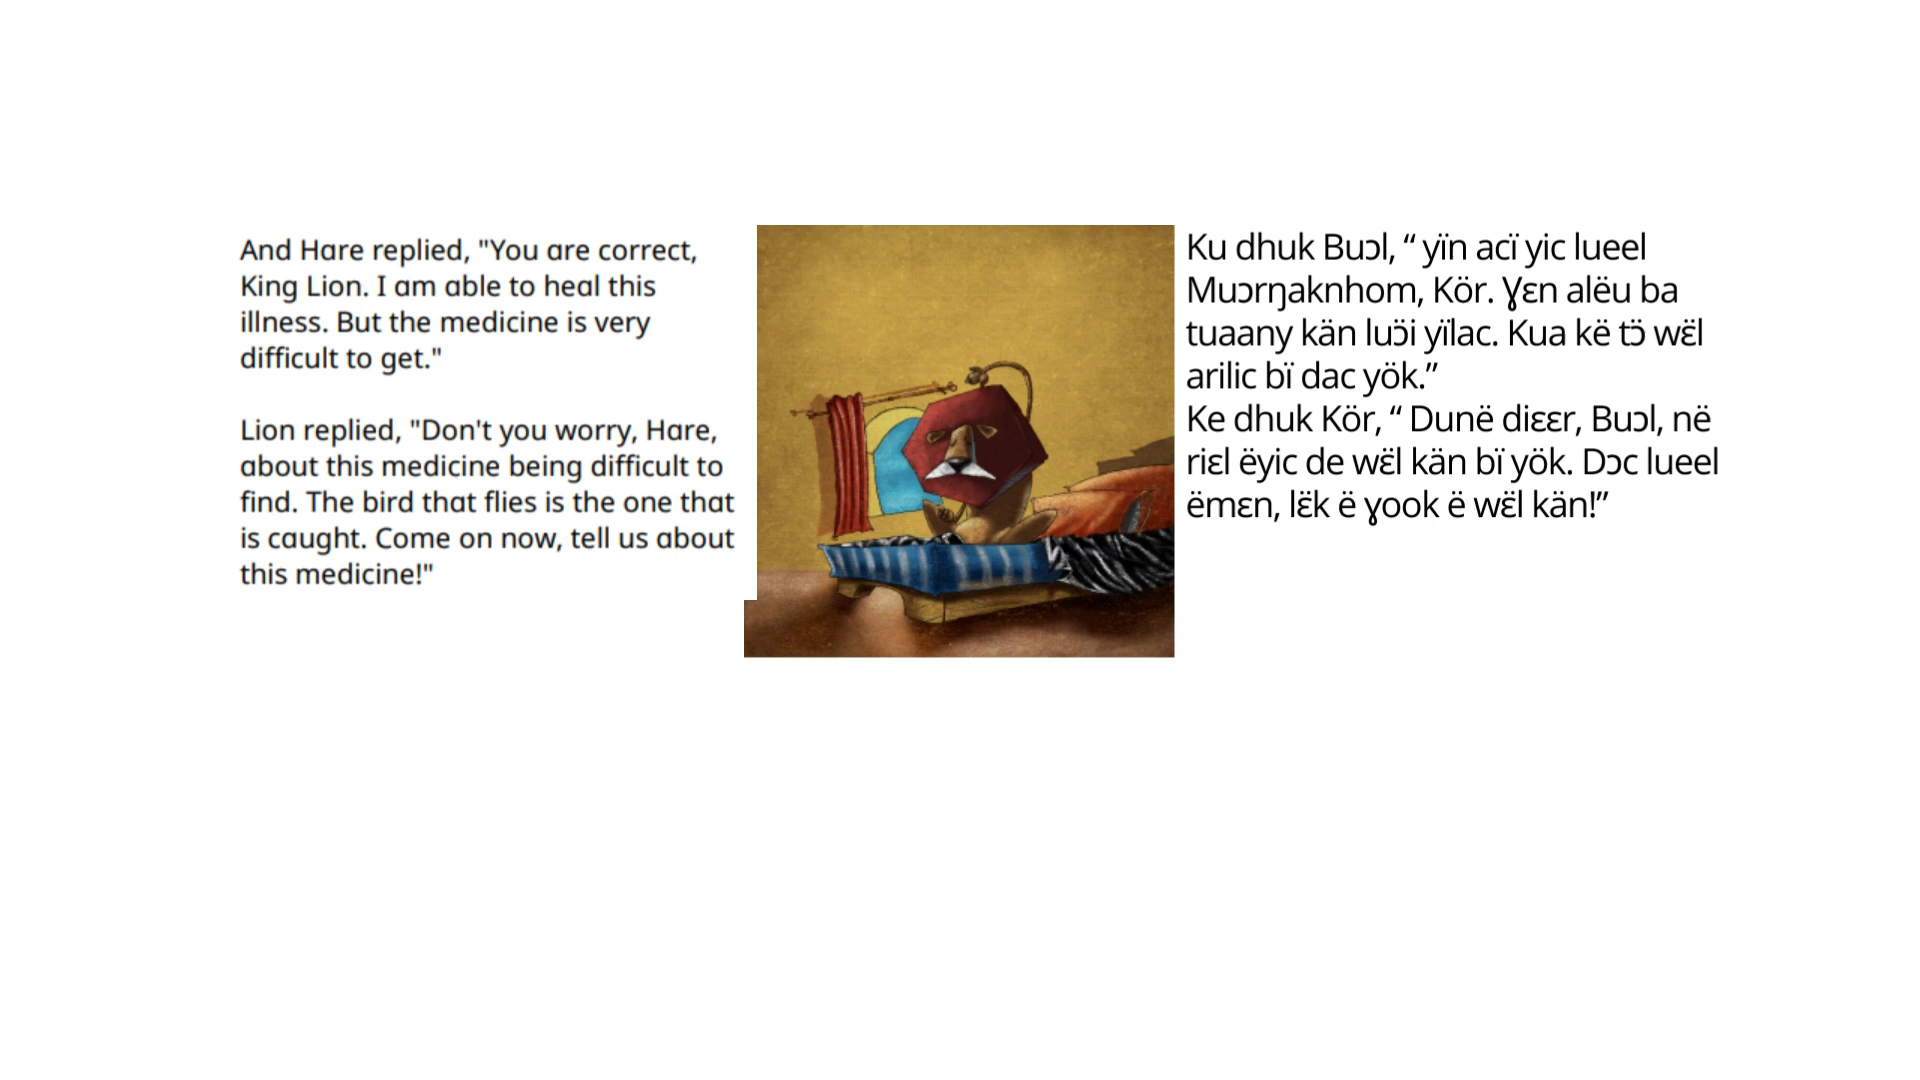 And Hare replied, "You are correct,
King Lion. I am able to heal this
illness. But the medicine is very
difficult to get."
Lion replied, "Don't you worry, Hare,
about this medicine being difficult to
find. The bird that flies is the one that
is caught. Come on now, tell us about
this medicine!"
Ku dhuk Buɔl, “ yïn acï yic lueel
Muɔrŋaknhom, Kör. Ɣɛn alëu ba
tuaany kän luɔ̈i yïlac. Kua kë tɔ̈ wɛ̈l
arilic bï dac yök.”
Ke dhuk Kör, “ Dunë diɛɛr, Buɔl, në
riɛl ëyic de wɛ̈l kän bï yök. Dɔc lueel
ëmɛn, lɛ̈k ë ɣook ë wɛ̈l kän!”